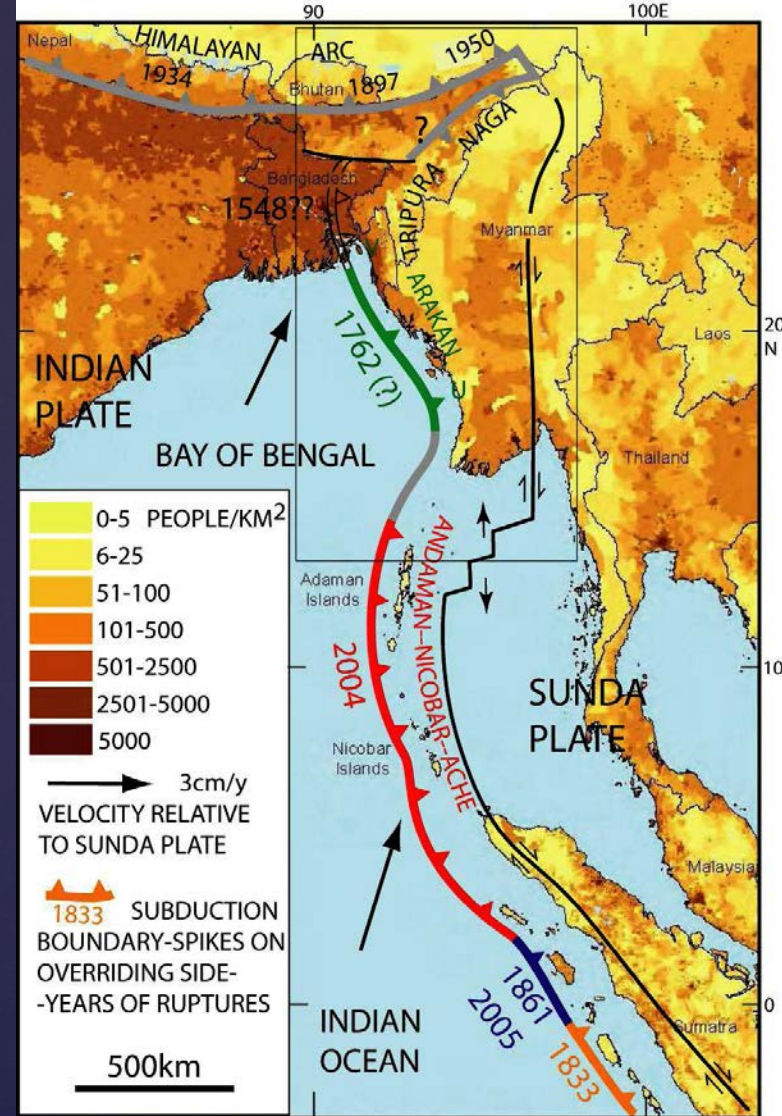 90
100E
Nepal
HIMALAYAN
ARC
1950
1934
Bhutan
1897
?
NAGA
TRIPURA
Bangladesh
1548??
Myanmar
ARAKAN
1762 (?)
20
N
Laos
INDIAN
PLATE
BAY OF BENGAL
Thailand
0-5 PEOPLE/KM2
6-25
51-100
101-500
501-2500
2501-5000
5000
3cm/y
VELOCITY RELATIVE
TO SUNDA PLATE
1833 SUBDUCTION
BOUNDARY-SPIKES ON
OVERRIDING SIDE-
-YEARS OF RUPTURES
500km
Adaman
Islands
ANDAMAN--NICOBAR--ACHE
2004
10
SUNDA
PLATE
Nicobar
Islands
Malaysia
INDIAN
OCEAN
1861
2005
1833
0
Sumatra